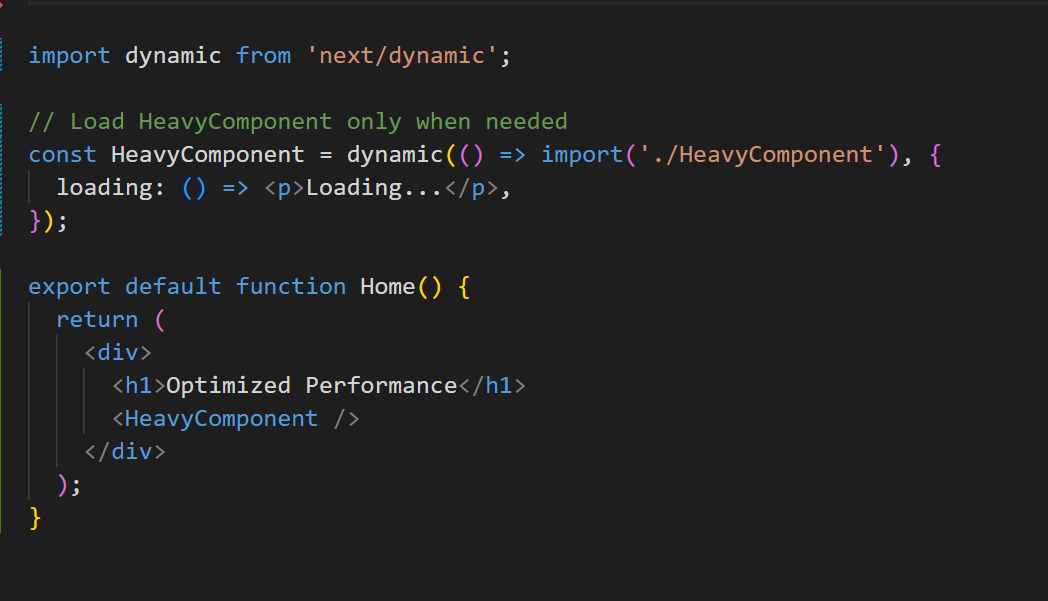 import dynamic from 'next/dynamic';
// Load HeavyComponent only when needed
const HeavyComponent = dynamic(() => import('./HeavyComponent'), {
  loading: () => <p>Loading...</p>,
});
export default function Home() {
  return (
    <div>
      <h1>Optimized Performance</h1>
      <HeavyComponent />
    </div>
  );
}